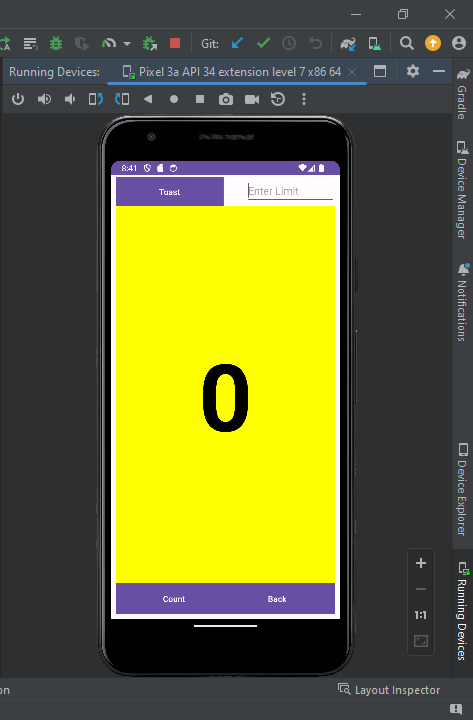 Git:
Running Devices:
Pixel 3a API 34 extension level 7 x86 64
8:41
Toast
Enter Limit
0
Count
Back
1:1
Gradle
Device Manager
Notifications
Device Explorer
Running Devices
on
Layout Inspector